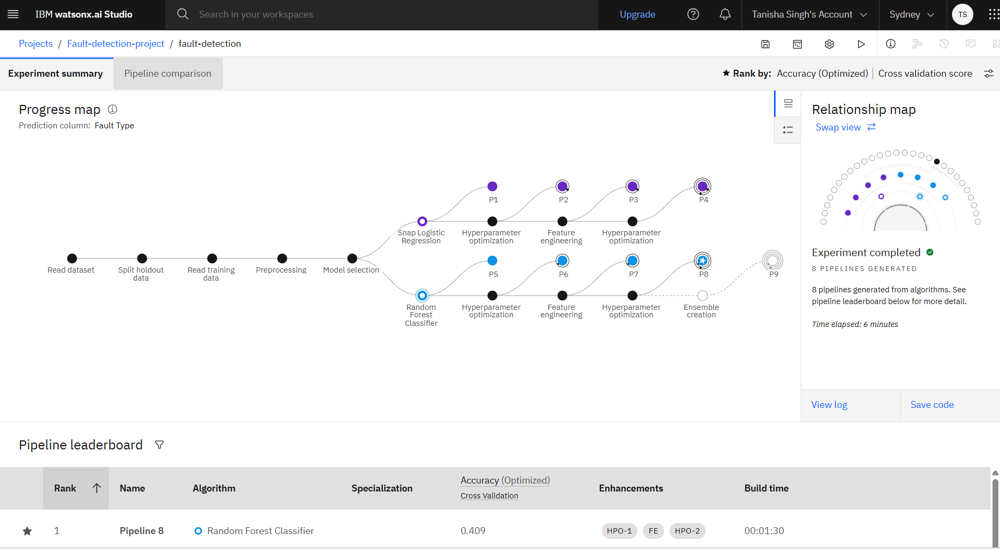 IBM watsonx.ai Studio
Search in your workspaces
Upgrade
Tanisha Singh's Account
Sydney
TS
Projects / Fault-detection-project / fault-detection
Experiment summary
Pipeline comparison
Rank by: Accuracy (Optimized) | Cross validation score
Progress map
Prediction column: Fault Type
Relationship map
Swap view
P1
P2
P3
P4
Snap Logistic
Regression
Hyperparameter
optimization
Feature
engineering
Hyperparameter
optimization
Read dataset
Split holdout
data
Read training
data
Preprocessing
Model selection
P5
P6
P7
P8
P9
Random
Forest
Classifier
Hyperparameter
optimization
Feature
engineering
Hyperparameter
optimization
Ensemble
creation
Experiment completed
8 PIPELINES GENERATED
8 pipelines generated from algorithms. See
pipeline leaderboard below for more detail.
Time elapsed: 6 minutes
View log
Save code
Pipeline leaderboard
Rank
Name
Algorithm
Specialization
Accuracy (Optimized)
Cross Validation
Enhancements
Build time
1
Pipeline 8
Random Forest Classifier
0.409
HPO-1
FE
HPO-2
00:01:30